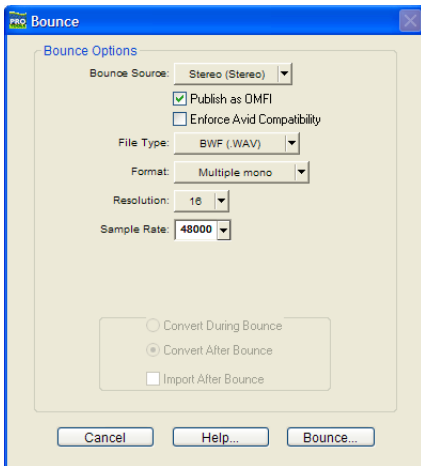 PRO Bounce
Bounce Options
Bounce Source: Stereo (Stereo)
Publish as OMFI
Enforce Avid Compatibility
File Type: BWF (.WAV)
Format: Multiple mono
Resolution: 16
Sample Rate: 48000
Convert During Bounce
Convert After Bounce
Import After Bounce
Cancel Help... Bounce...